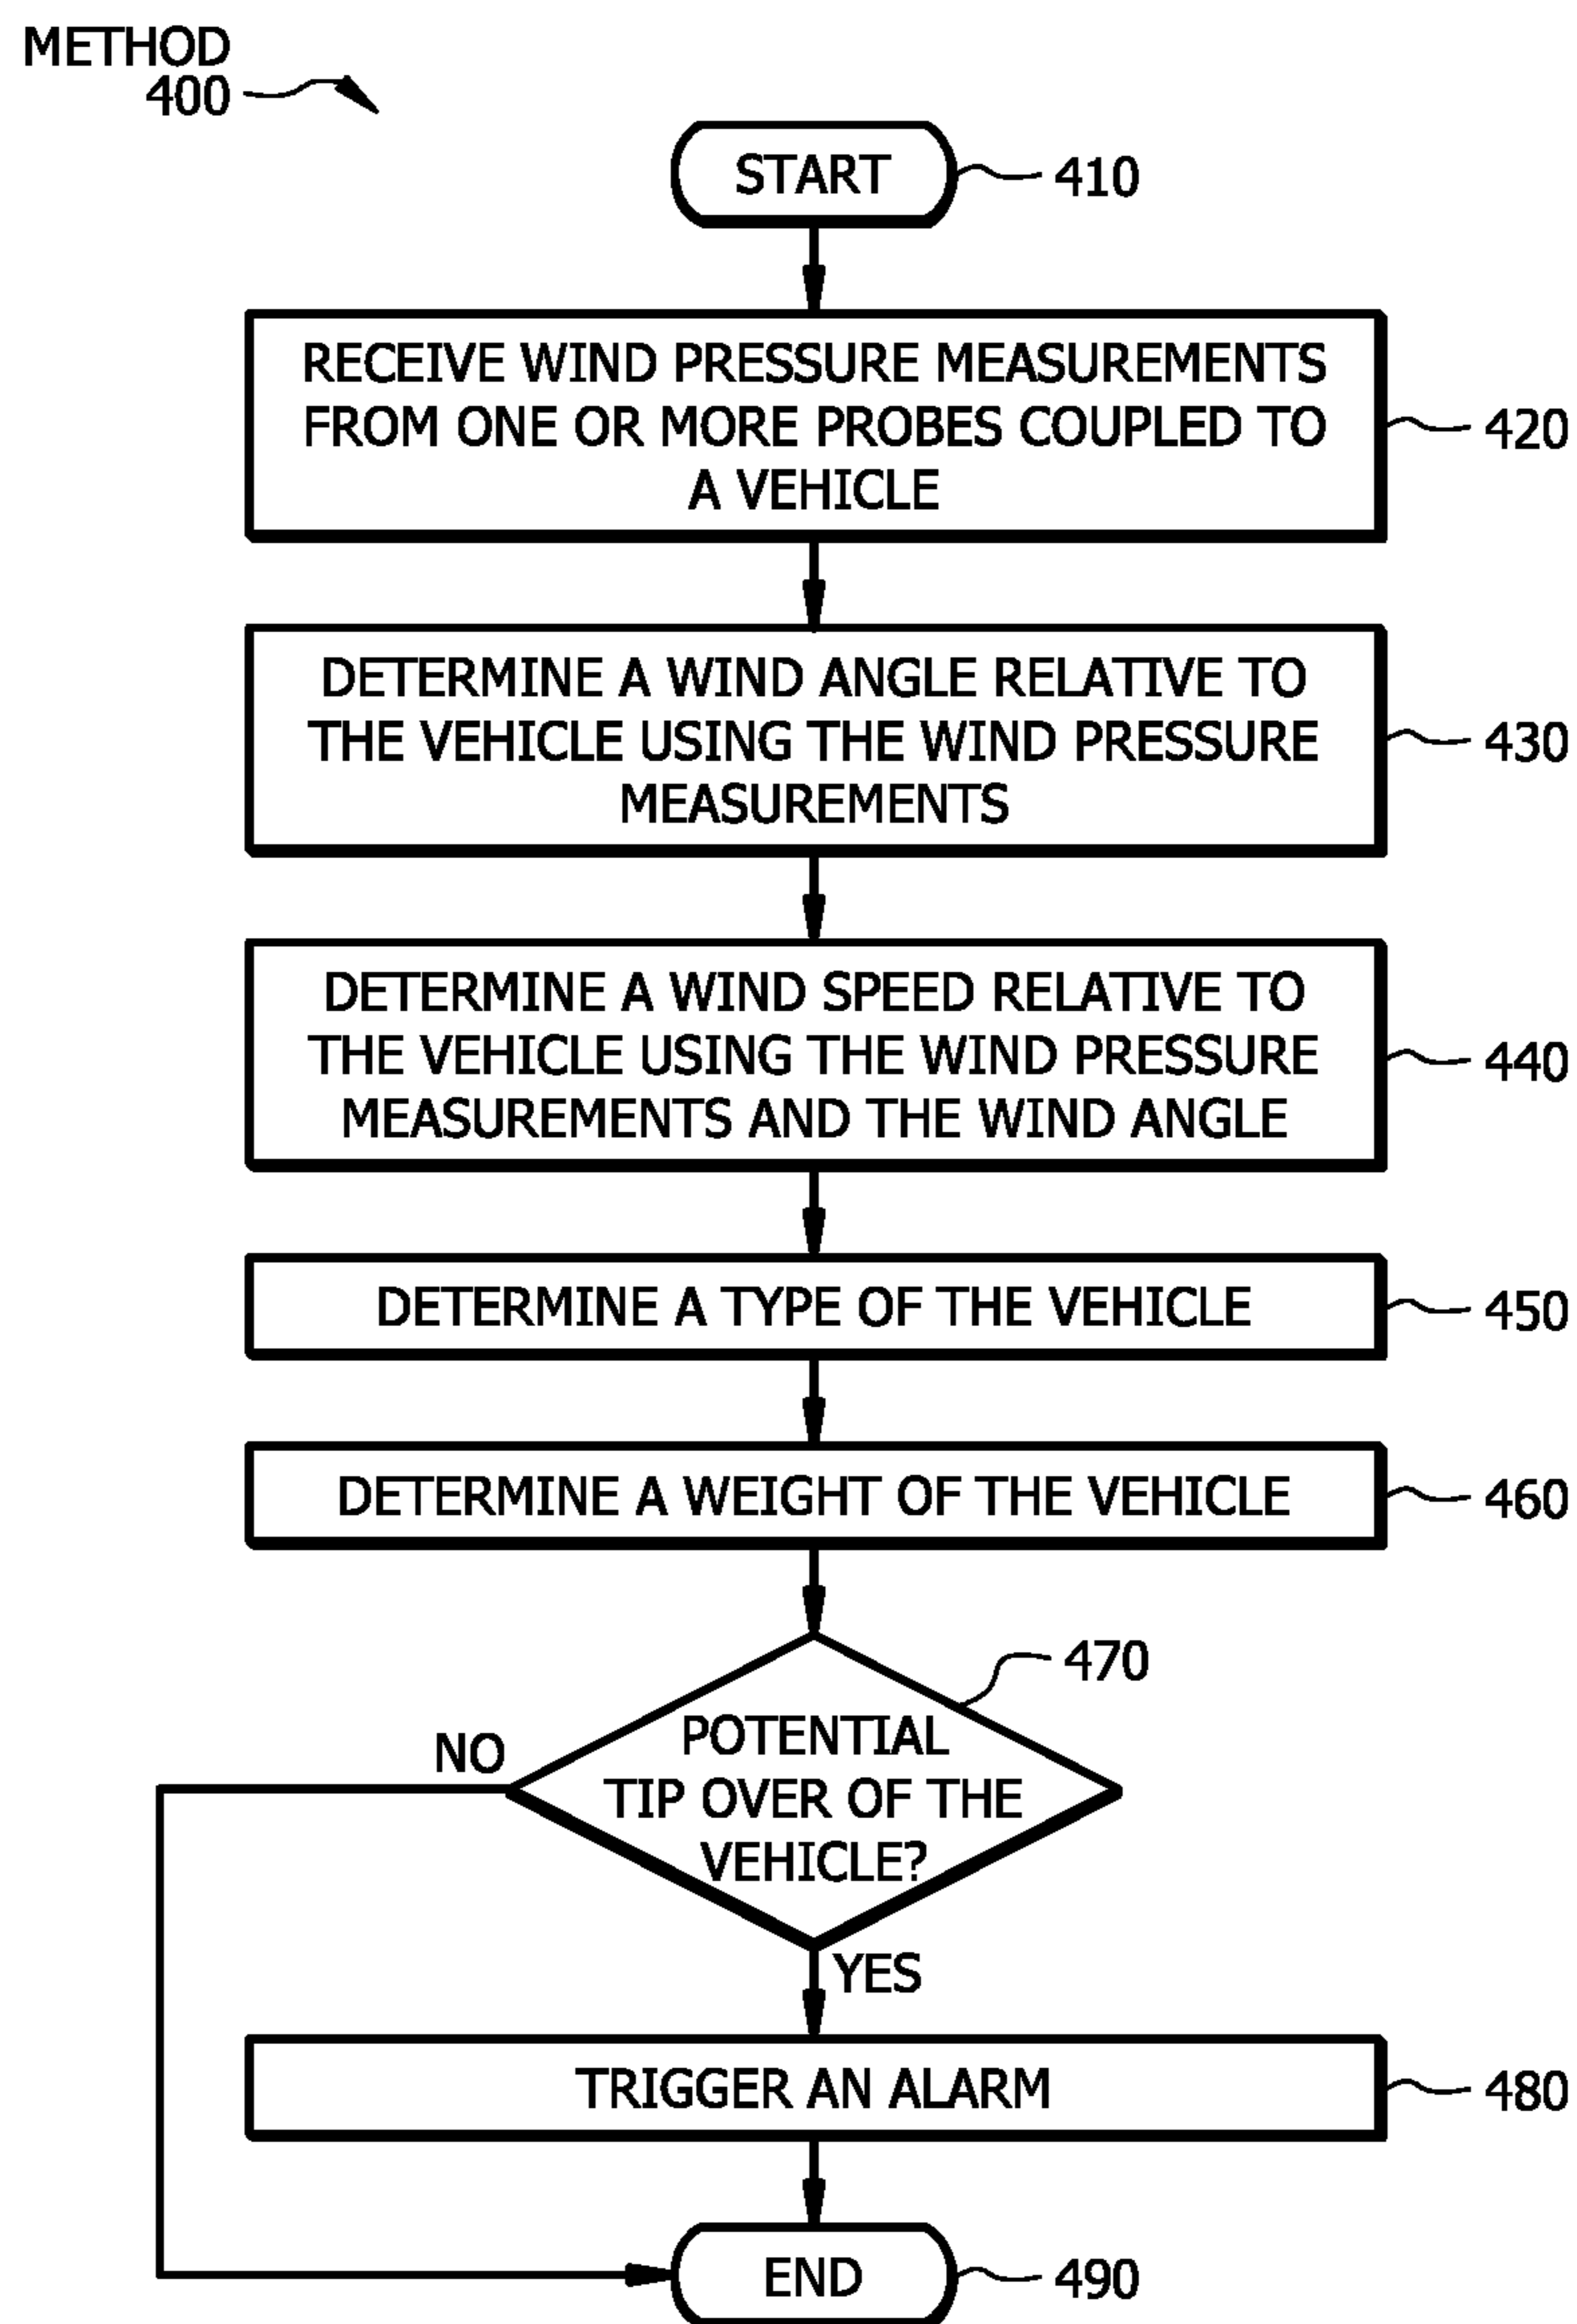 METHOD
400
START
410
RECEIVE WIND PRESSURE MEASUREMENTS
FROM ONE OR MORE PROBES COUPLED TO
A VEHICLE
420
DETERMINE A WIND ANGLE RELATIVE TO
THE VEHICLE USING THE WIND PRESSURE
MEASUREMENTS
430
DETERMINE A WIND SPEED RELATIVE TO
THE VEHICLE USING THE WIND PRESSURE
MEASUREMENTS AND THE WIND ANGLE
440
DETERMINE A TYPE OF THE VEHICLE
450
DETERMINE A WEIGHT OF THE VEHICLE
460
470
POTENTIAL
TIP OVER OF THE
VEHICLE?
NO
YES
TRIGGER AN ALARM
480
END
490